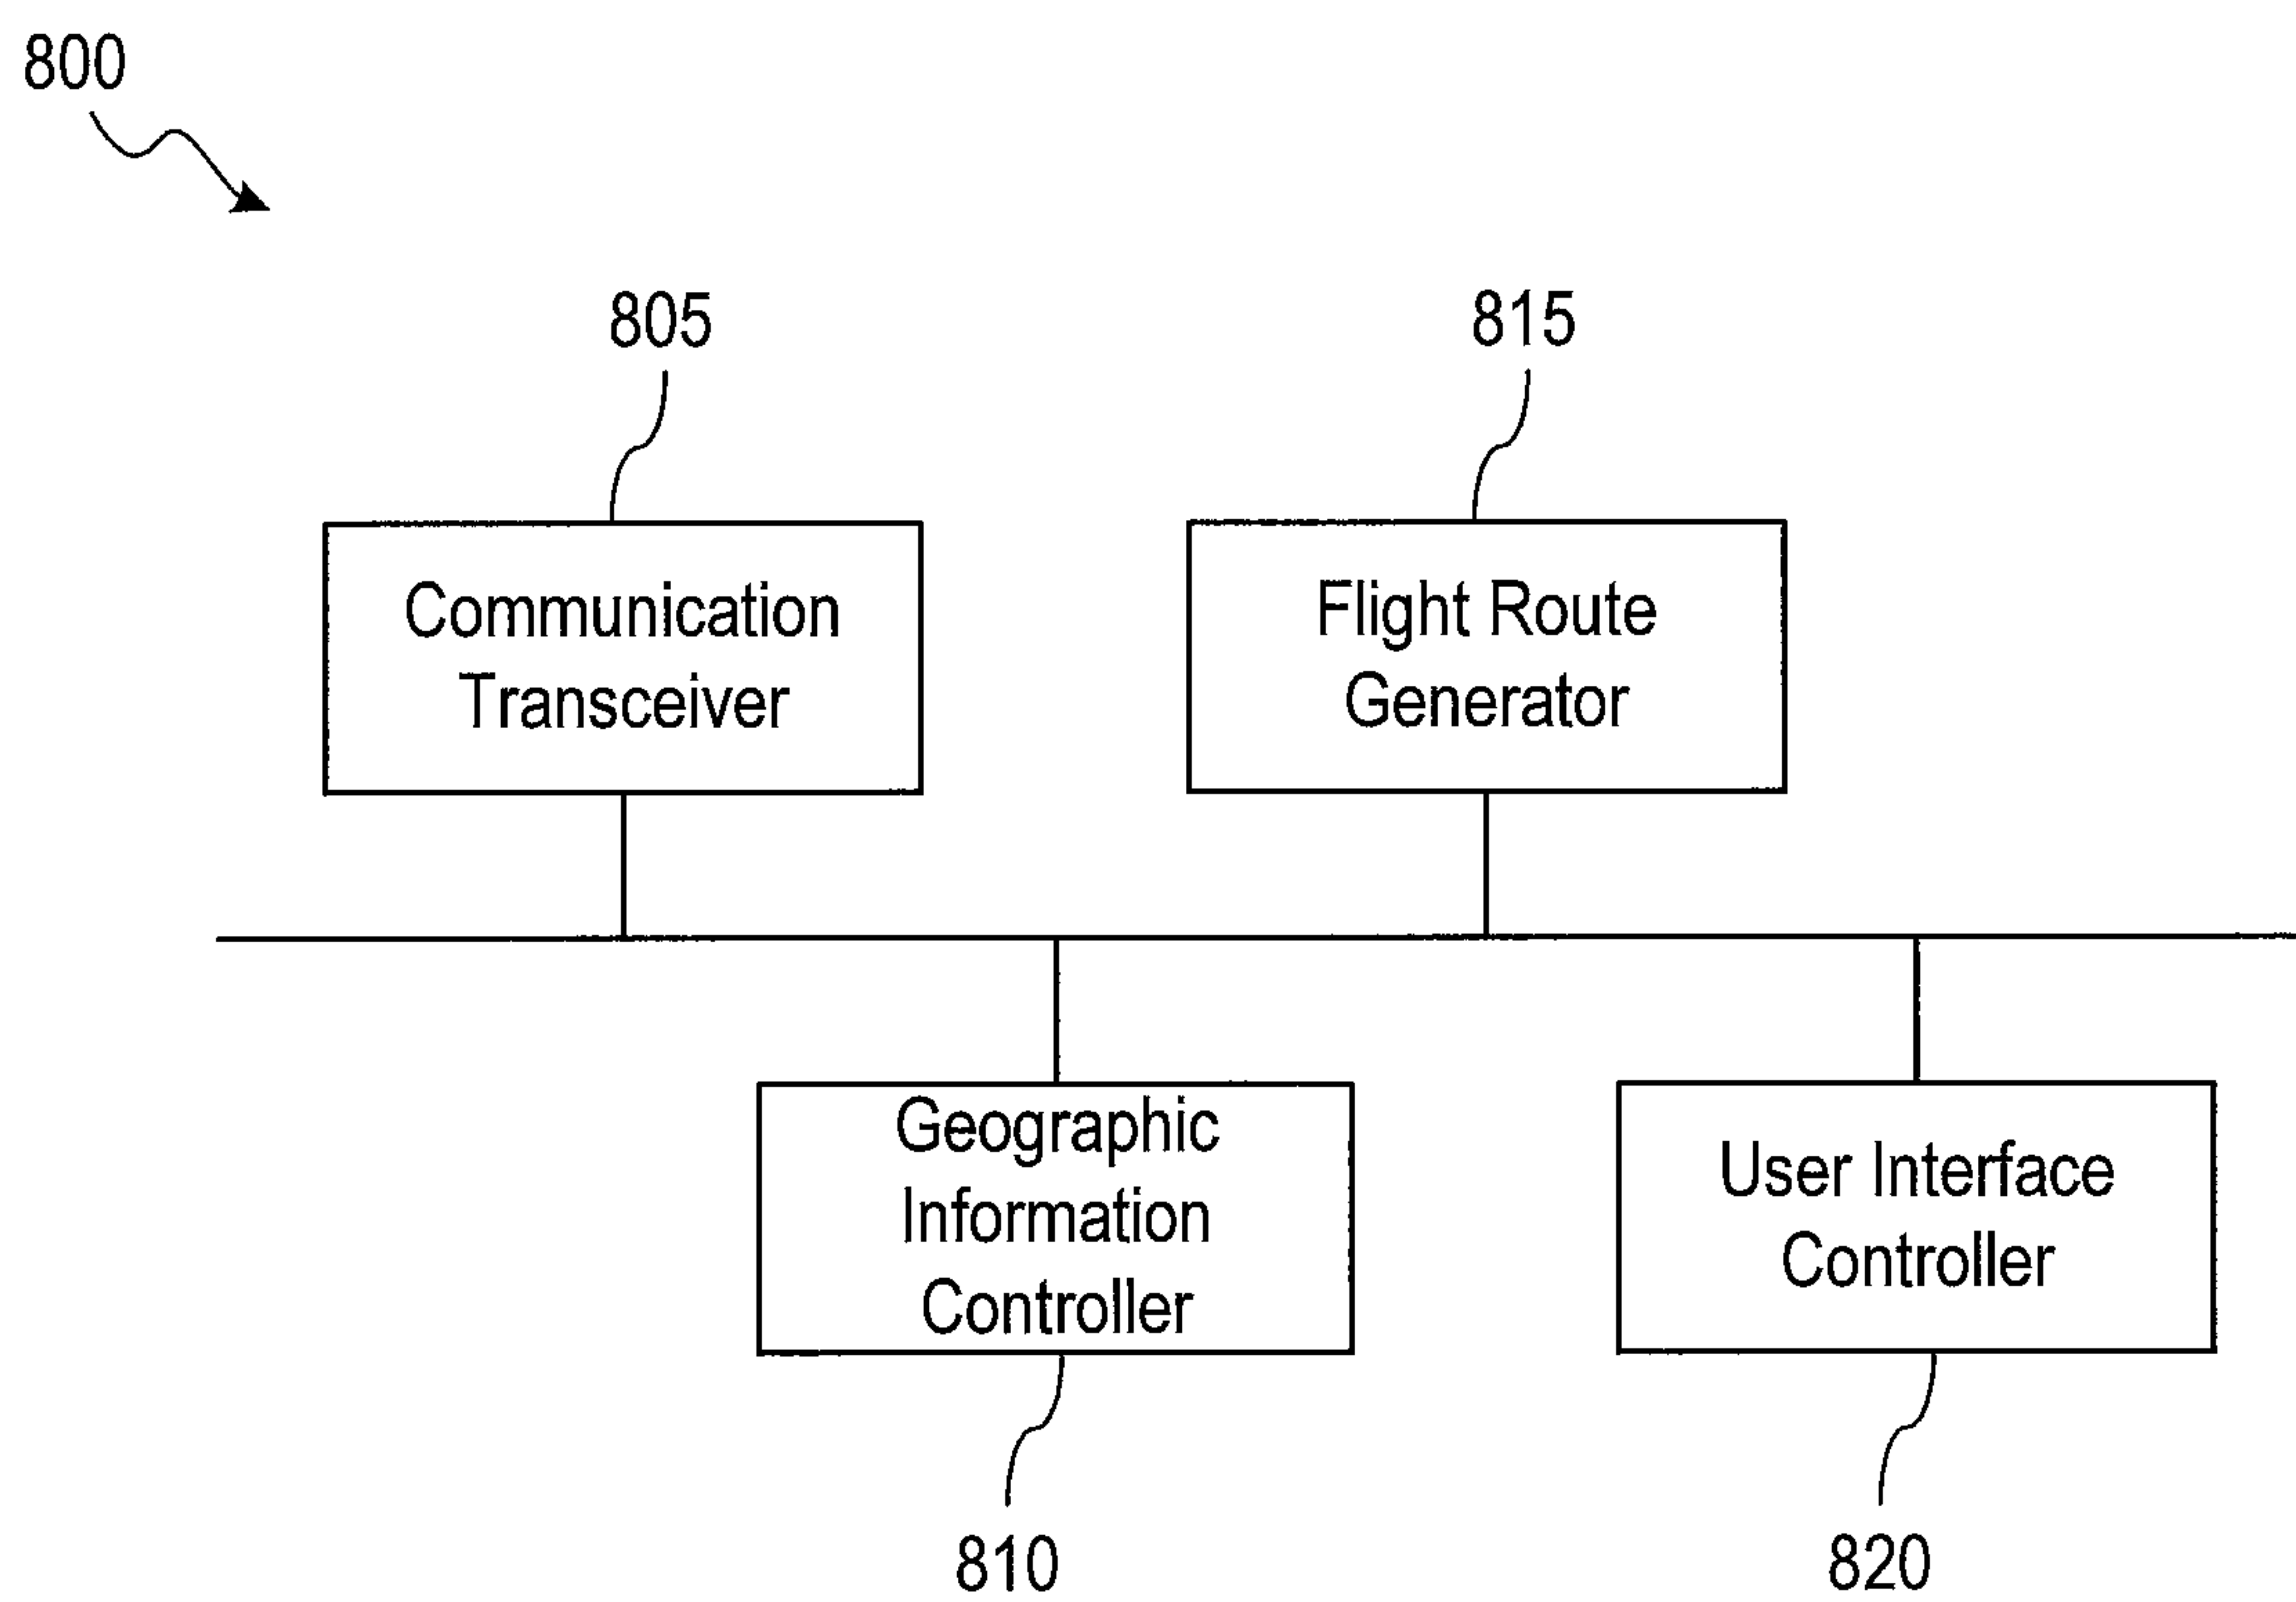 800
805
815
Communication
Transceiver
Flight Route
Generator
Geographic
Information
Controller
User Interface
Controller
810
820